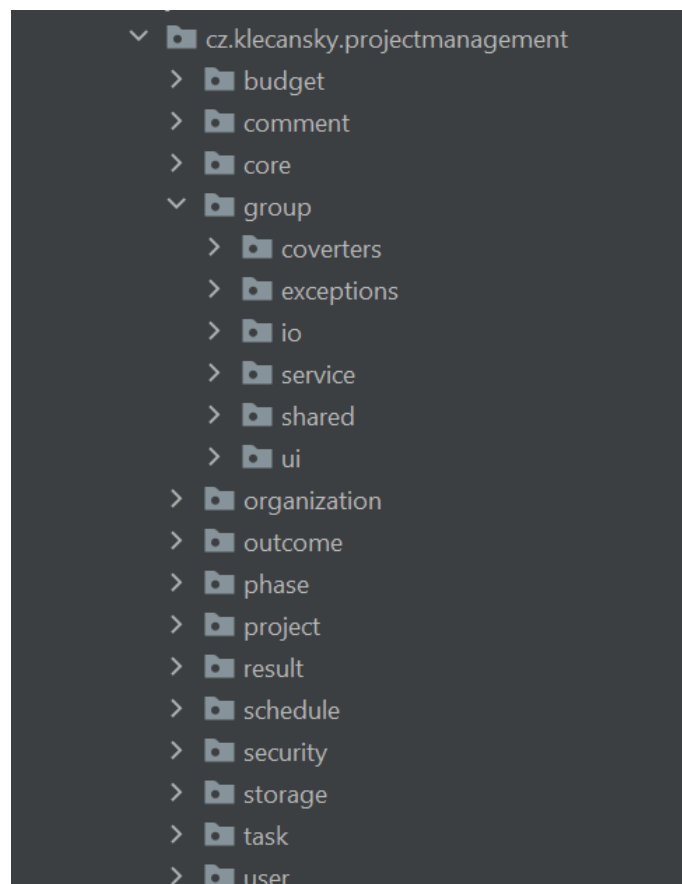 cz.klecansky.projectmanagement
budget
comment
core
group
coverters
exceptions
io
service
shared
ui
organization
outcome
phase
project
result
schedule
security
storage
task
user